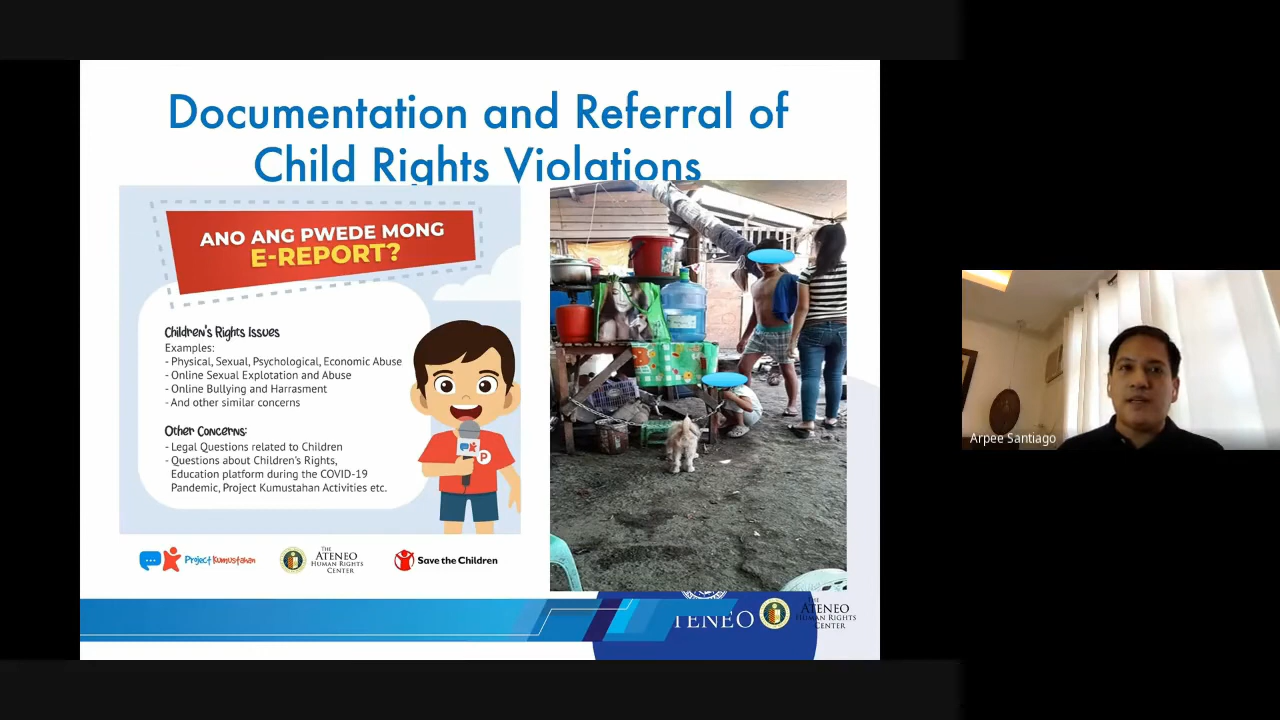 Documentation and Referral of
Child Rights Violations
ANO ANG PWEDE MONG
E-REPORT?
Children's Rights Issues
Examples:
- Physical, Sexual, Psychological, Economic Abuse
- Online Sexual Explotation and Abuse
- Online Bullying and Harrasment
- And other similar concerns
Other Concerns:
- Legal Questions related to Children
- Questions about Children's Rights,
Education platform during the COVID-19
Pandemic, Project Kumustahan Activities etc.
P
Project Kumustahan
THE
ATENEO
HUMAN RIGHTS
CENTER
Save the Children
TENEO
THE
ATENEO
HUMAN RIGHTS
CENTER
Arpee Santiago